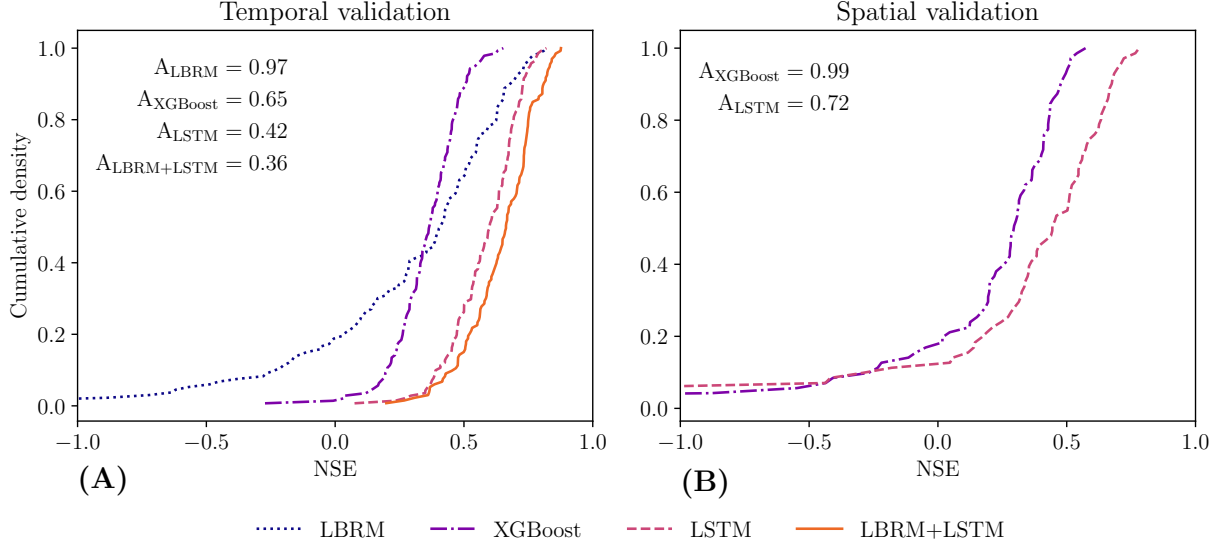 Temporal validation
A_LBRM = 0.97
A_XGBoost = 0.65
A_LSTM = 0.42
A_LBRM+LSTM = 0.36
Cumulative density
1.0
0.8
0.6
0.4
0.2
0.0
−1.0 −0.5 0.0 0.5 1.0
NSE
(A)
Spatial validation
A_XGBoost = 0.99
A_LSTM = 0.72
1.0
0.8
0.6
0.4
0.2
0.0
−1.0 −0.5 0.0 0.5 1.0
NSE
(B)
LBRM XGBoost LSTM LBRM+LSTM